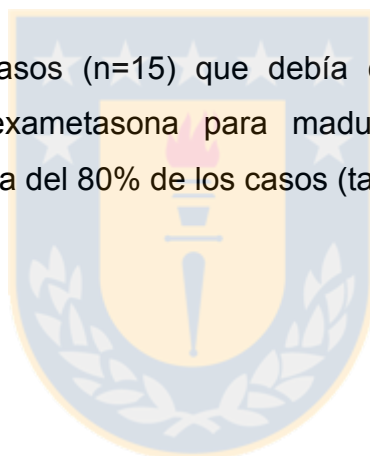 asos (n=15) que debía
exametasona para madu
a del 80% de los casos (ta